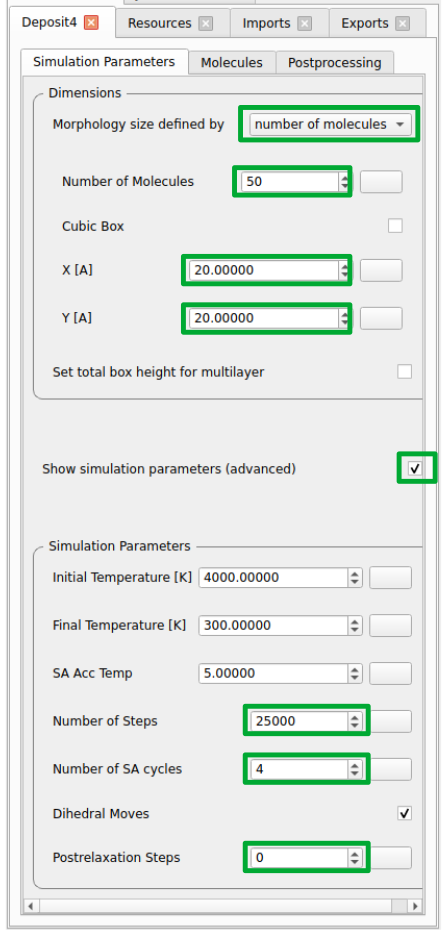 Deposit4 Resources Imports Exports
Simulation Parameters Molecules Postprocessing
Dimensions
Morphology size defined by number of molecules
Number of Molecules 50
Cubic Box
X [A] 20.00000
Y [A] 20.00000
Set total box height for multilayer
Show simulation parameters (advanced)
Simulation Parameters
Initial Temperature [K] 4000.00000
Final Temperature [K] 300.00000
SA Acc Temp 5.00000
Number of Steps 25000
Number of SA cycles 4
Dihedral Moves
Postrelaxation Steps 0